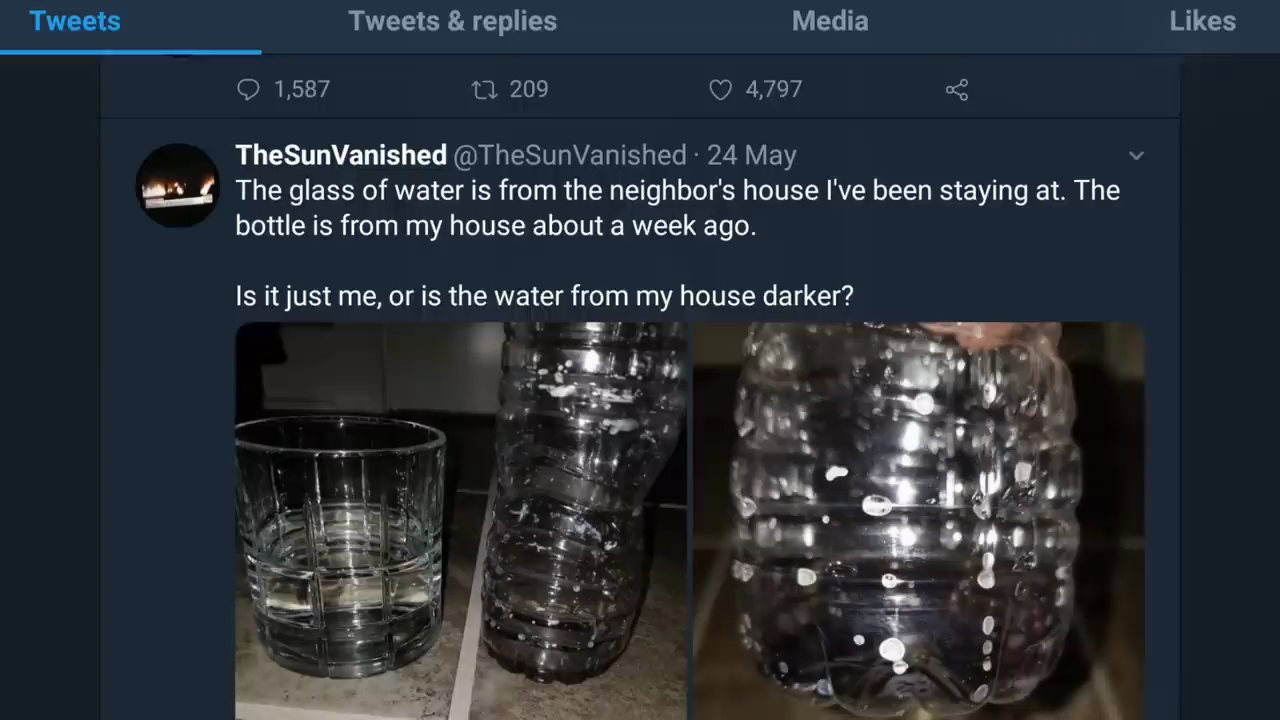 Tweets Tweets & replies Media Likes
1,587 209 4,797
TheSunVanished @TheSunVanished · 24 May
The glass of water is from the neighbor's house I've been staying at. The
bottle is from my house about a week ago.
Is it just me, or is the water from my house darker?